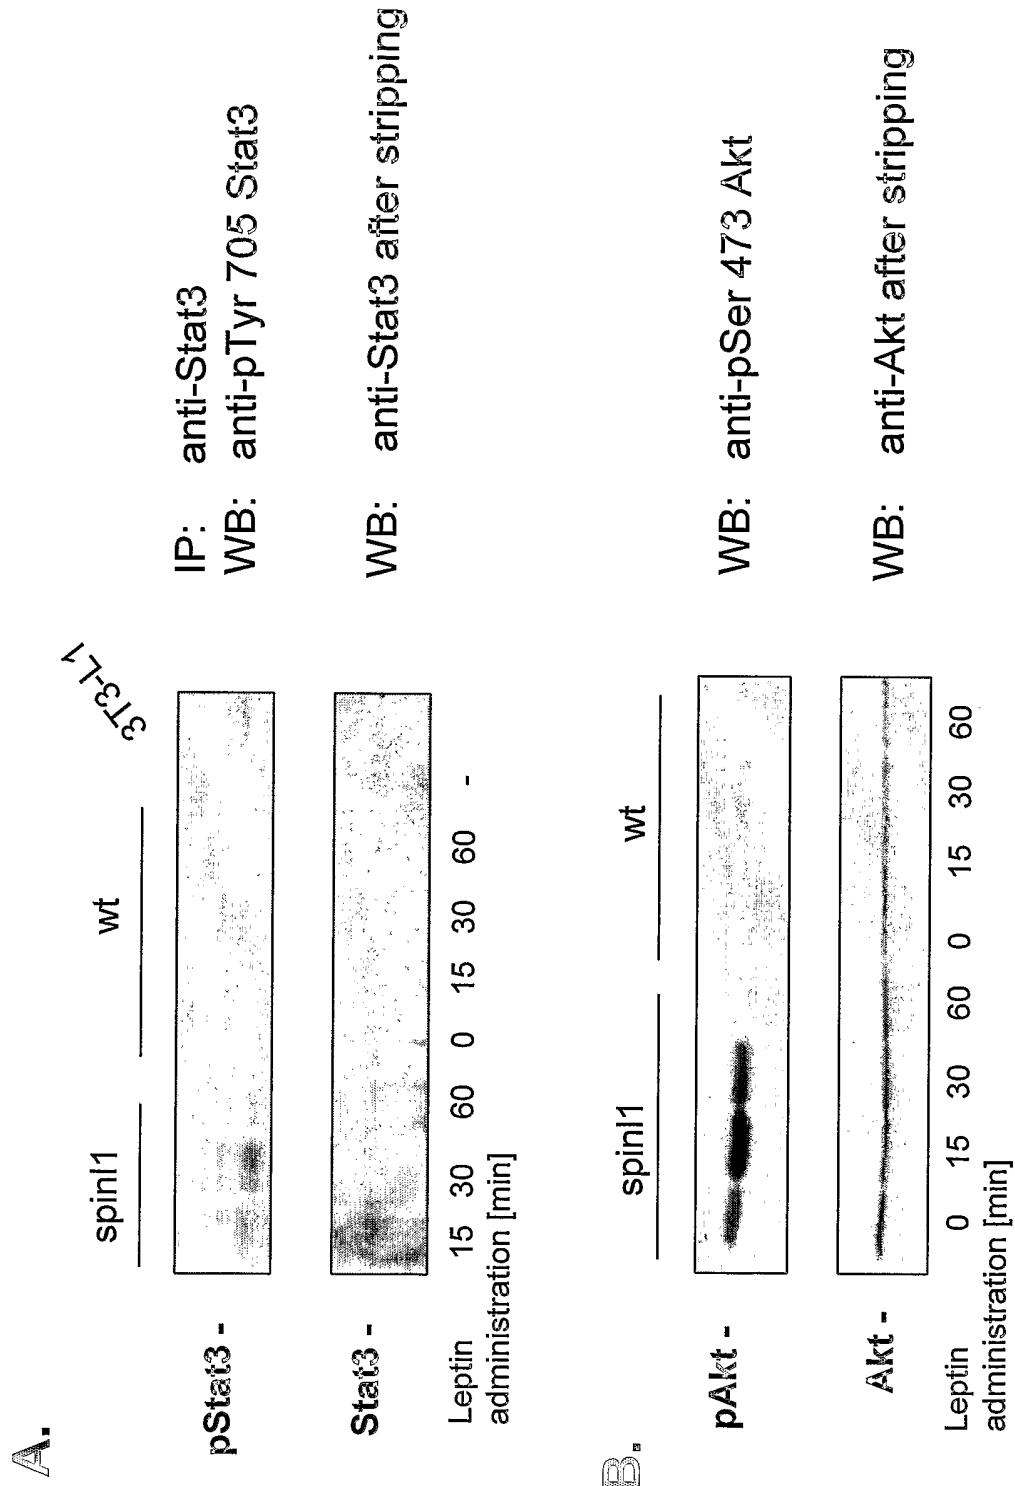 A.
spinl1
wt
3T3-L1
pStat3 -
IP: anti-Stat3
WB: anti-pTyr 705 Stat3
Stat3 -
WB: anti-Stat3 after stripping
Leptin
administration [min]
15 30 60 0 15 30 60 -
B.
spinl1
wt
pAkt -
WB: anti-pSer 473 Akt
Akt -
WB: anti-Akt after stripping
Leptin
administration [min]
0 15 30 60 0 15 30 60